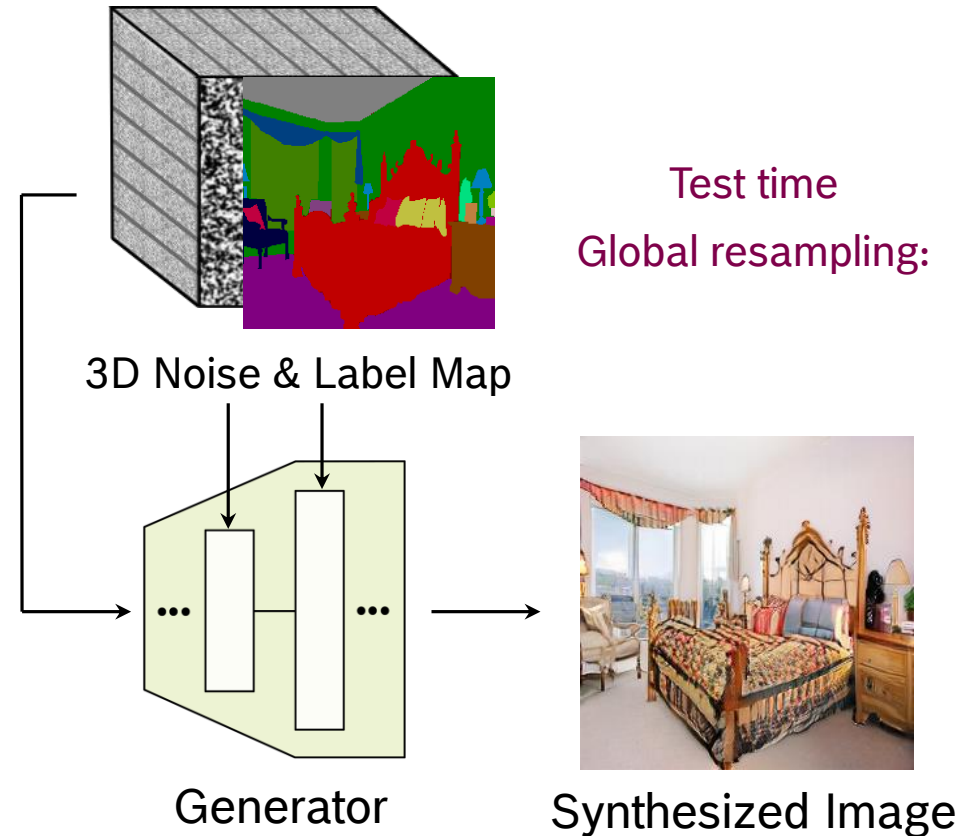 Test time
Global resampling:
3D Noise & Label Map
...
...
Generator
Synthesized Image